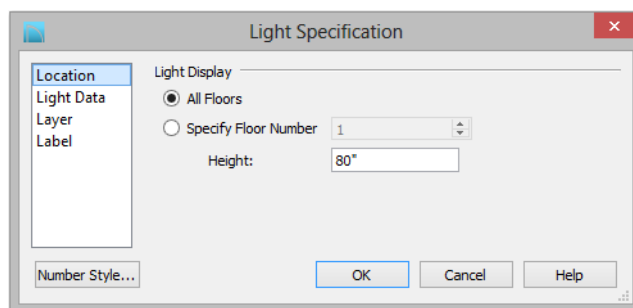 Light Specification
Location
Light Data
Layer
Label
Light Display
All Floors
Specify Floor Number 1
Height: 80"
Number Style... OK Cancel Help